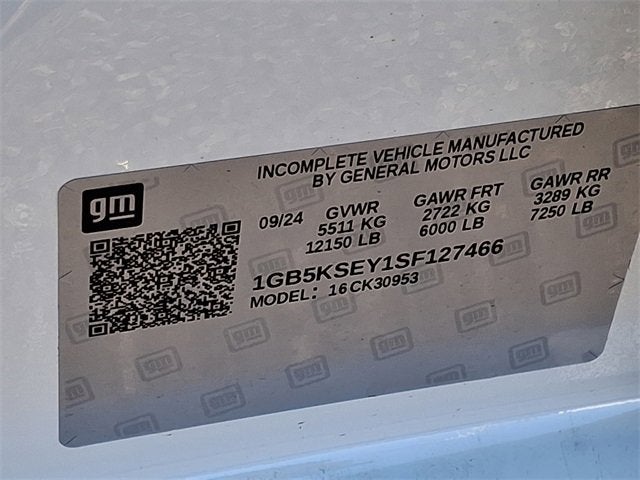 INCOMPLETE VEHICLE MANUFACTURED
BY GENERAL MOTORS LLC
gm
09/24 GVWR GAWR FRT GAWR RR
5511 KG 2722 KG 3289 KG
12150 LB 6000 LB 7250 LB
1GB5KSEY1SF127466
MODEL: 16 CK30953